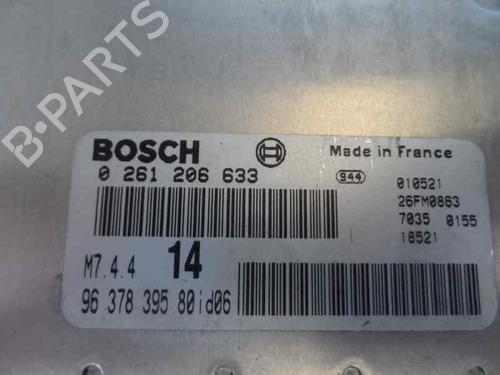 B-PARTS
BOSCH
Made in France
0 261 206 633
944
010521
26FM0863
7035 0155
18521
M7.4.4 14
96 378 395 80id06